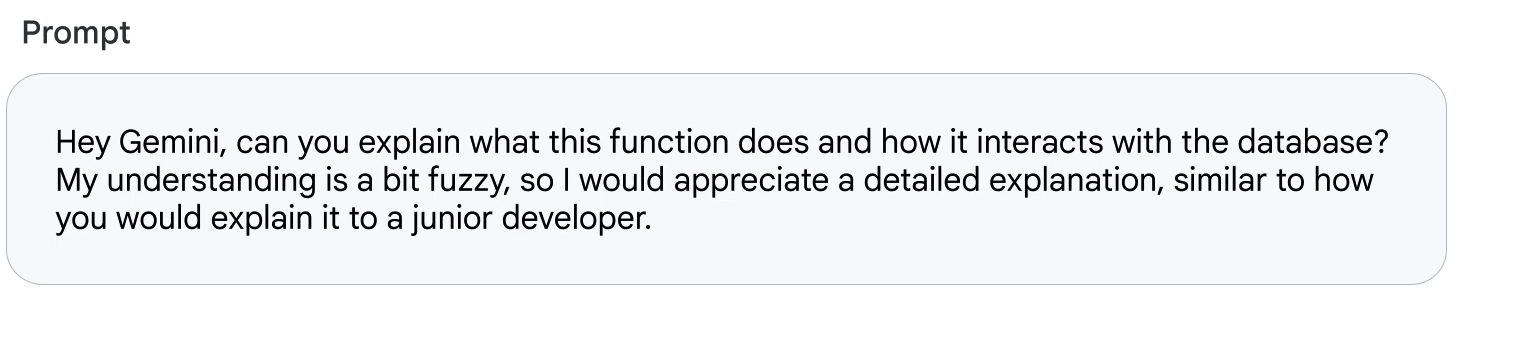 Prompt
Hey Gemini, can you explain what this function does and how it interacts with the database?
My understanding is a bit fuzzy, so I would appreciate a detailed explanation, similar to how
you would explain it to a junior developer.